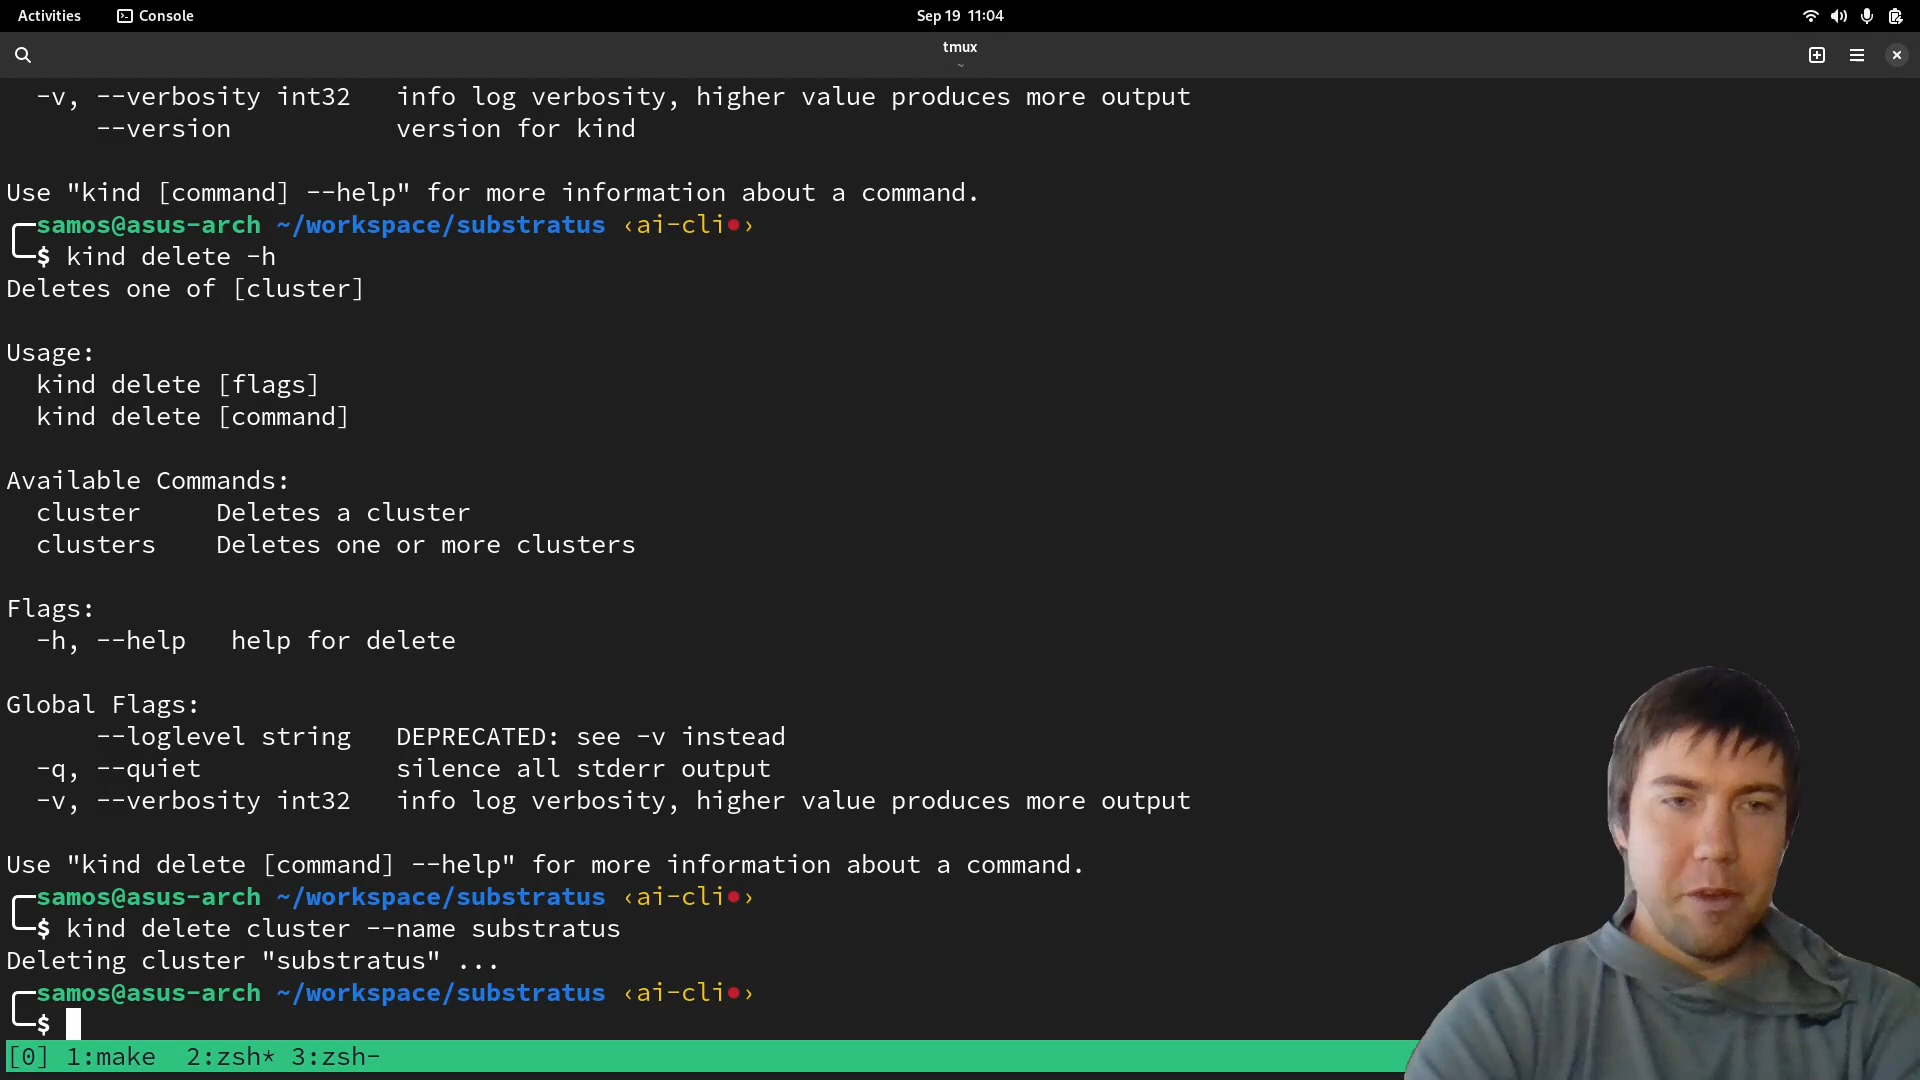 Activities
Console
Sep 19 11:04
tmux
~
-v, --verbosity int32   info log verbosity, higher value produces more output
--version   version for kind
Use "kind [command] --help" for more information about a command.
samos@asus-arch ~/workspace/substratus ‹ai-cli●›
$ kind delete -h
Deletes one of [cluster]
Usage:
kind delete [flags]
kind delete [command]
Available Commands:
cluster     Deletes a cluster
clusters    Deletes one or more clusters
Flags:
-h, --help   help for delete
Global Flags:
--loglevel string   DEPRECATED: see -v instead
-q, --quiet             silence all stderr output
-v, --verbosity int32   info log verbosity, higher value produces more output
Use "kind delete [command] --help" for more information about a command.
samos@asus-arch ~/workspace/substratus ‹ai-cli●›
$ kind delete cluster --name substratus
Deleting cluster "substratus" ...
samos@asus-arch ~/workspace/substratus ‹ai-cli●›
$
[0] 1:make  2:zsh* 3:zsh-